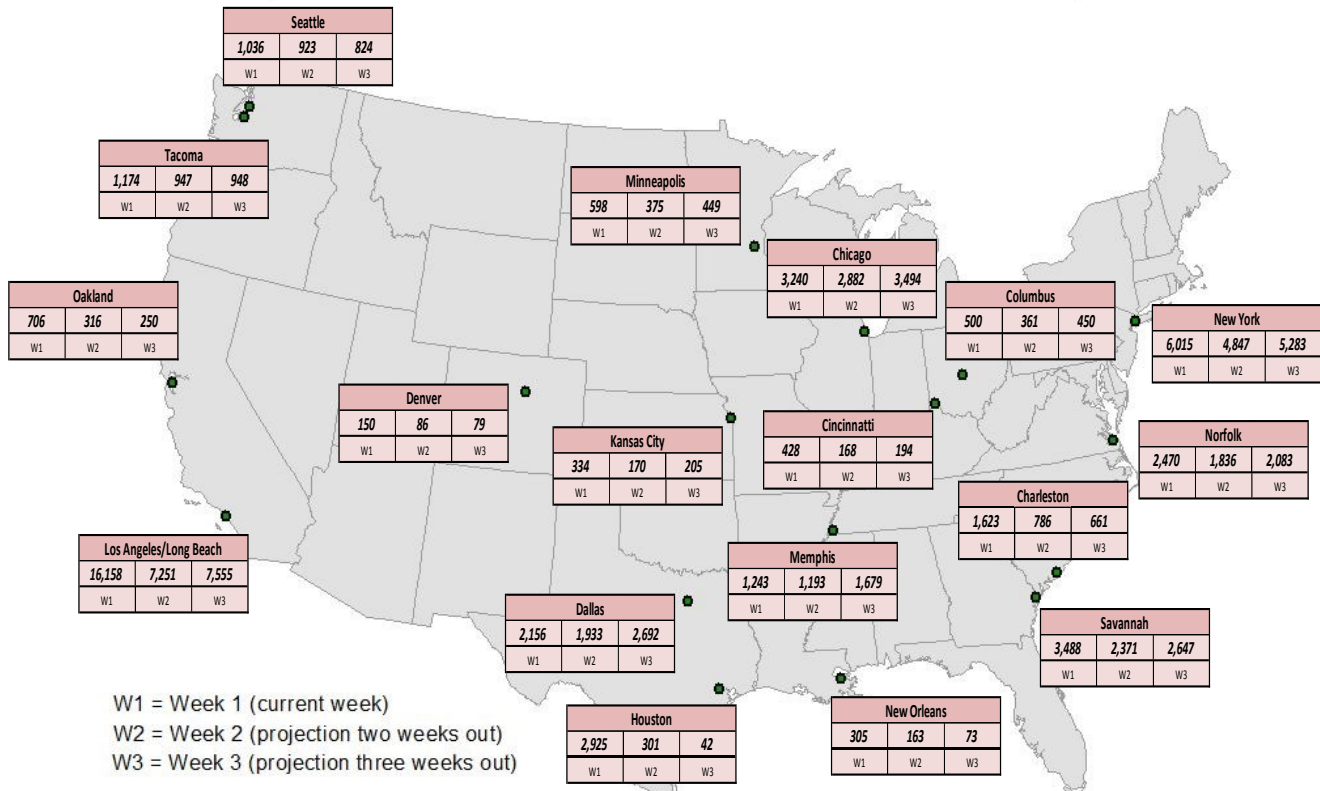 Seattle
1,036 923 824
W1 W2 W3
Tacoma
1,174 947 948
W1 W2 W3
Minneapolis
598 375 449
W1 W2 W3
Chicago
3,240 2,882 3,494
W1 W2 W3
Oakland
706 316 250
W1 W2 W3
Columbus
500 361 450
W1 W2 W3
New York
6,015 4,847 5,283
W1 W2 W3
Denver
150 86 79
W1 W2 W3
Kansas City
334 170 205
W1 W2 W3
Cincinnatti
428 168 194
W1 W2 W3
Norfolk
2,470 1,836 2,083
W1 W2 W3
Charleston
1,623 786 661
W1 W2 W3
Los Angeles/Long Beach
16,158 7,251 7,555
W1 W2 W3
Memphis
1,243 1,193 1,679
W1 W2 W3
Dallas
2,156 1,933 2,692
W1 W2 W3
Savannah
3,488 2,371 2,647
W1 W2 W3
Houston
2,925 301 42
W1 W2 W3
New Orleans
305 163 73
W1 W2 W3
W1 = Week 1 (current week)
W2 = Week 2 (projection two weeks out)
W3 = Week 3 (projection three weeks out)